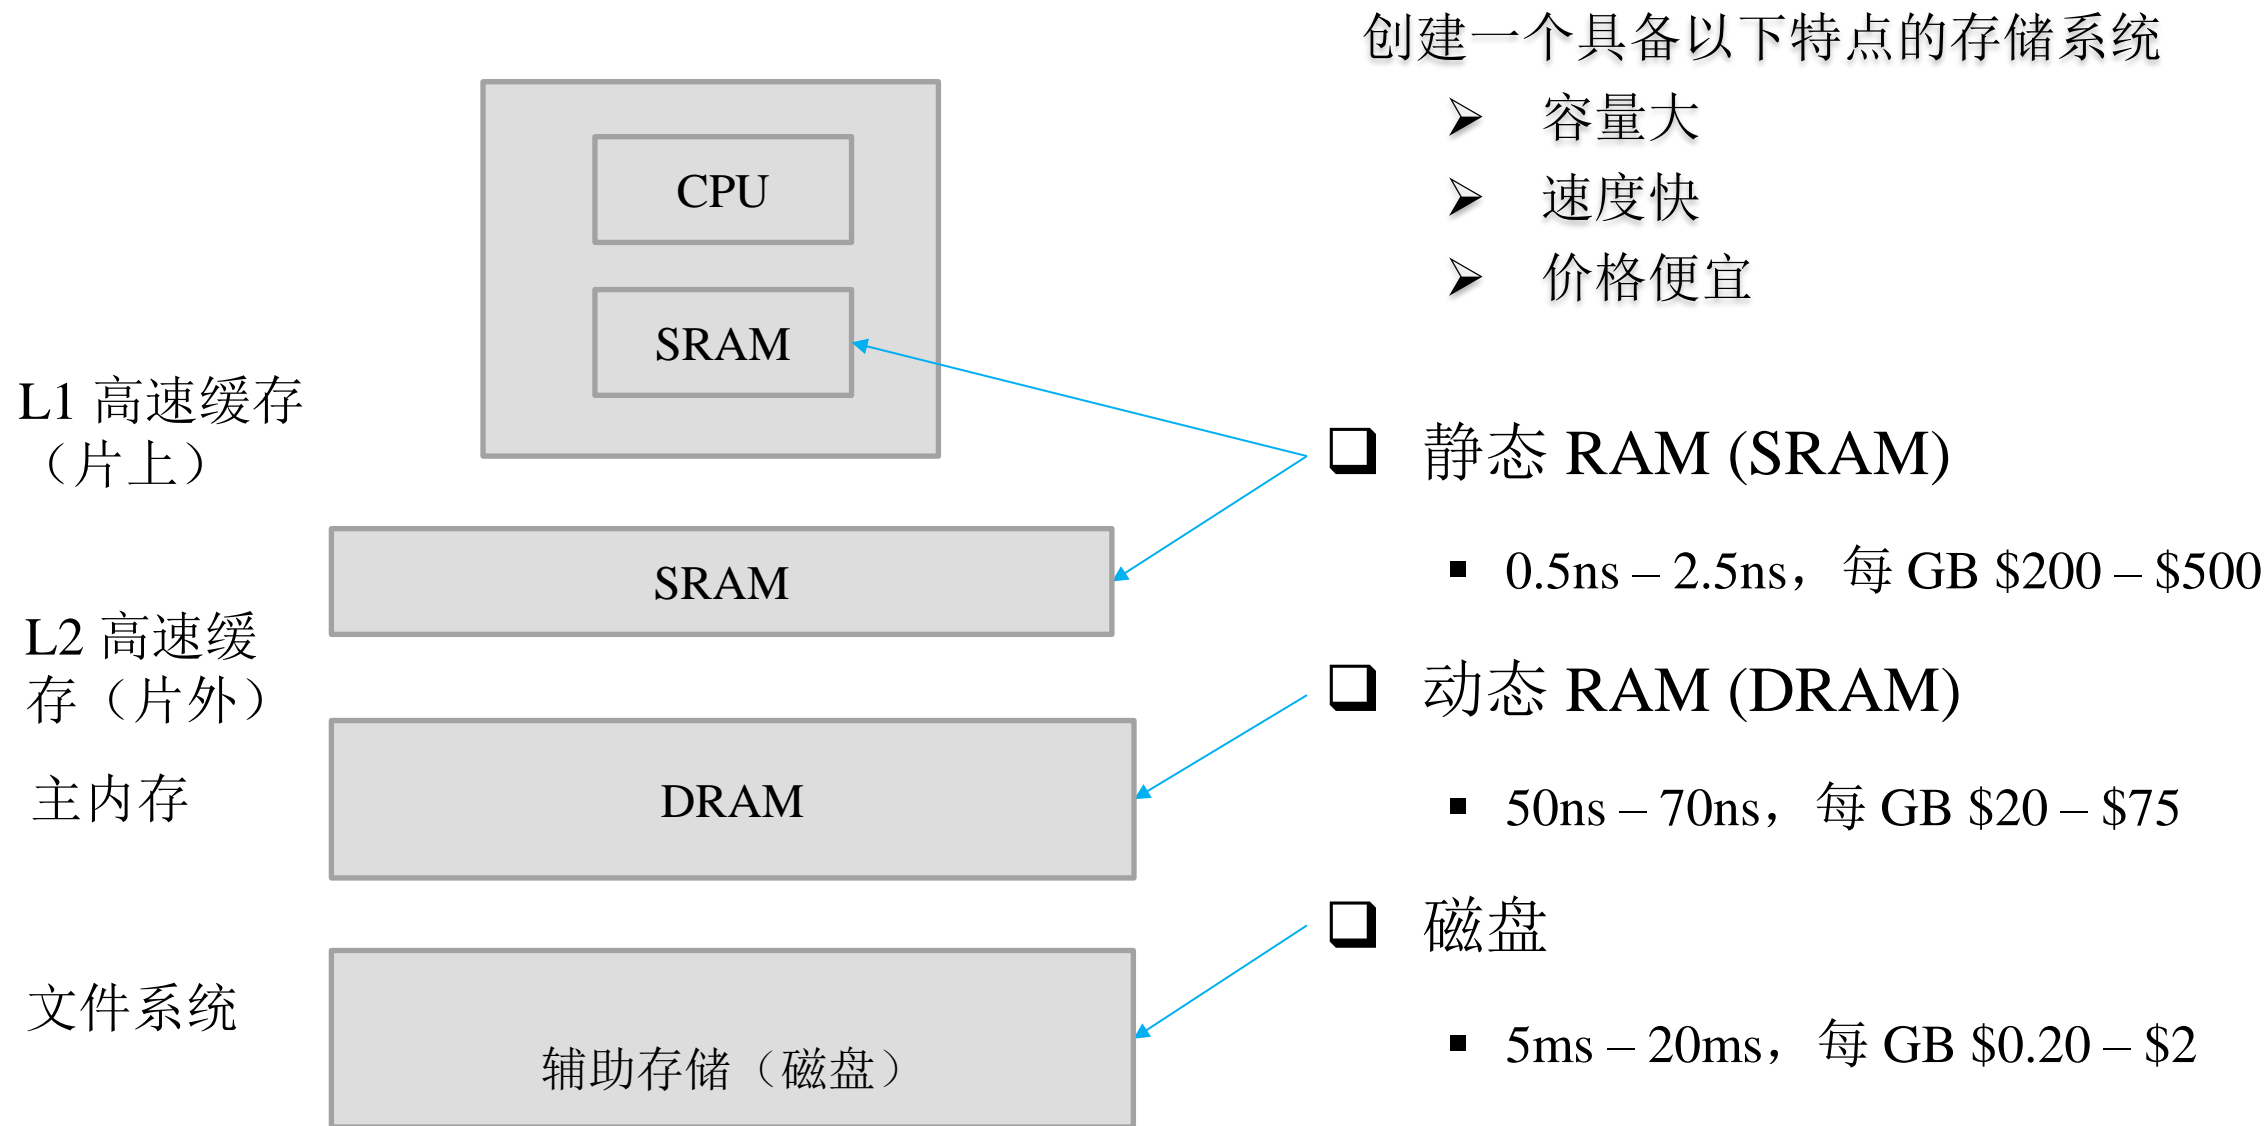 创建一个具备以下特点的存储系统
➢ 容量大
➢ 速度快
➢ 价格便宜
CPU
SRAM
L1 高速缓存
（片上）
SRAM
L2 高速缓
存（片外）
主内存
DRAM
文件系统
辅助存储（磁盘）
❑ 静态 RAM (SRAM)
▪ 0.5ns – 2.5ns，每 GB $200 – $500
❑ 动态 RAM (DRAM)
▪ 50ns – 70ns，每 GB $20 – $75
❑ 磁盘
▪ 5ms – 20ms，每 GB $0.20 – $2